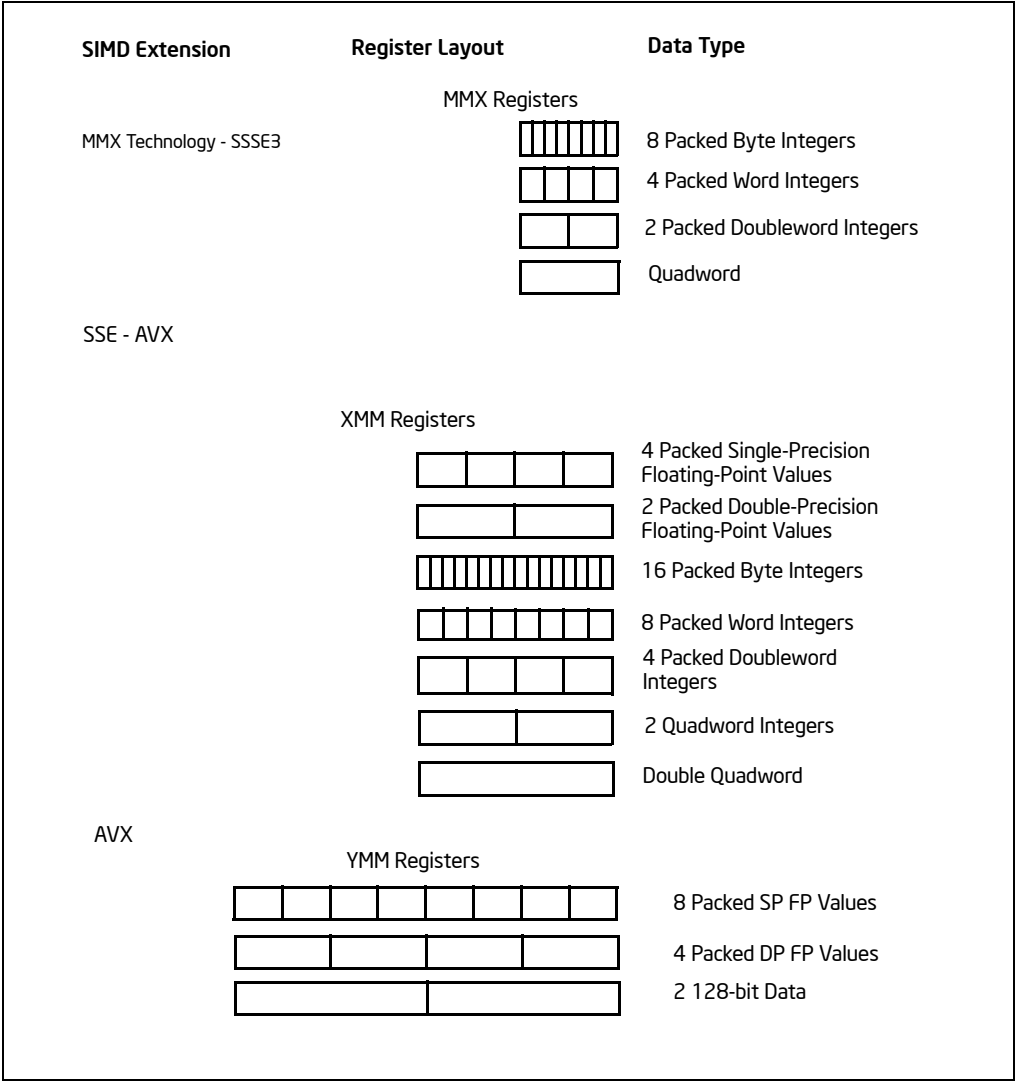 SIMD Extension Register Layout Data Type
MMX Registers
MMX Technology - SSSE3
8 Packed Byte Integers
4 Packed Word Integers
2 Packed Doubleword Integers
Quadword
SSE - AVX
XMM Registers
4 Packed Single-Precision
Floating-Point Values
2 Packed Double-Precision
Floating-Point Values
16 Packed Byte Integers
8 Packed Word Integers
4 Packed Doubleword
Integers
2 Quadword Integers
Double Quadword
AVX
YMM Registers
8 Packed SP FP Values
4 Packed DP FP Values
2 128-bit Data